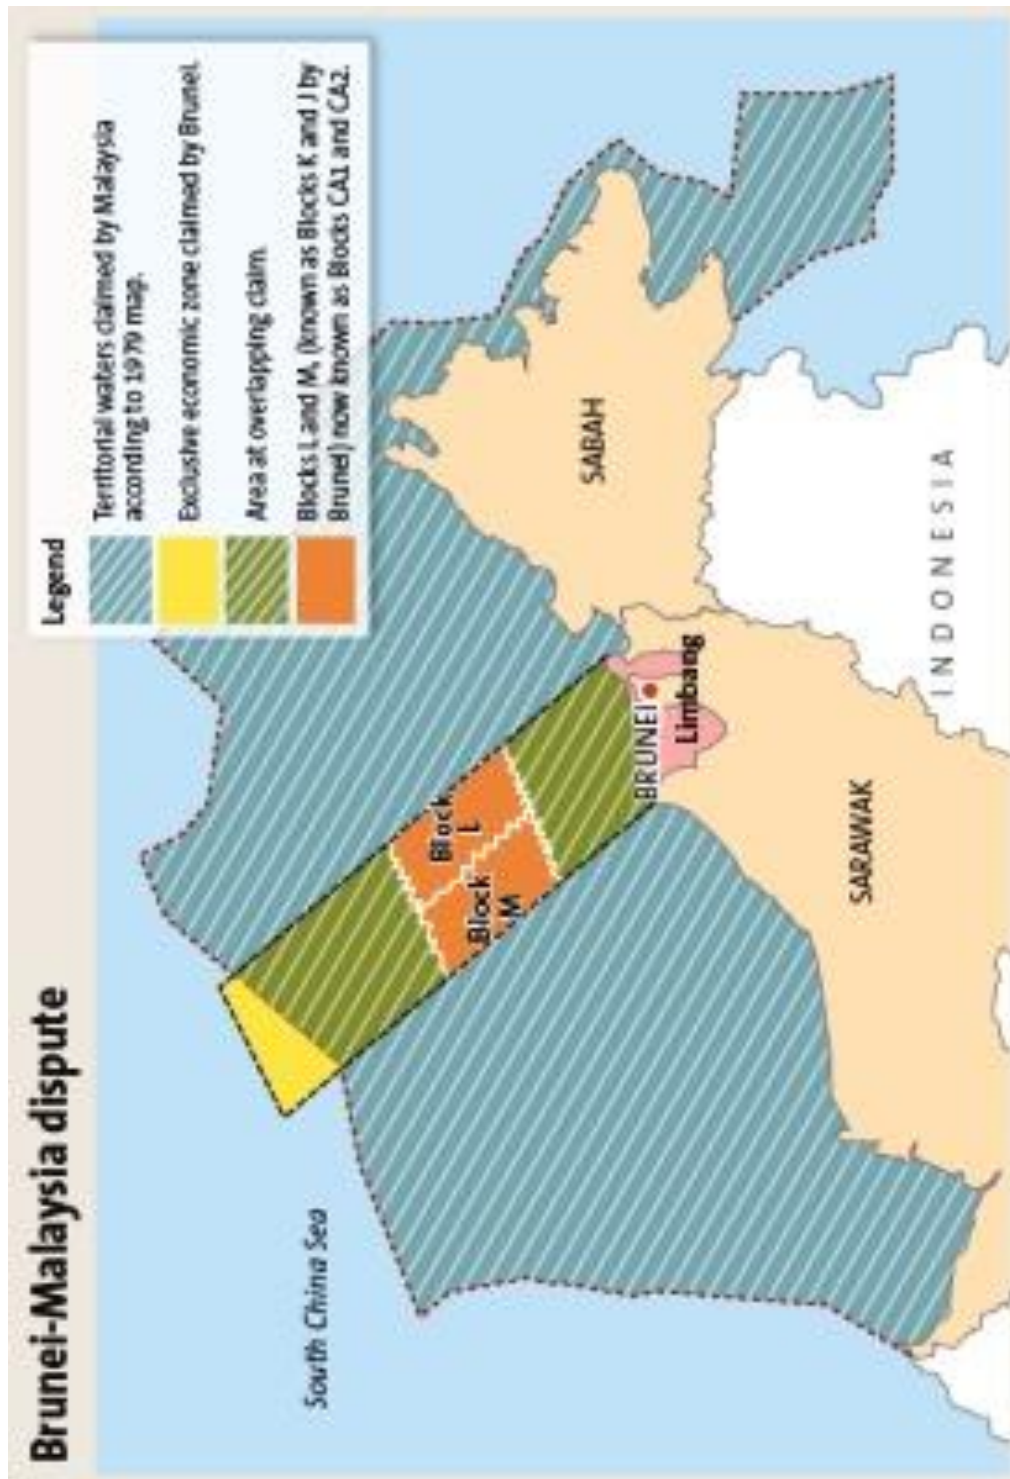 Brunei-Malaysia dispute
Legend
Territorial waters claimed by Malaysia
according to 1979 map.
Exclusive economic zone claimed by Brunei.
Area at overlapping claim.
Blocks L and M, (known as Blocks K and J by
Brunei) now known as Blocks CA1 and CA2.
South China Sea
Block
L
Block
M
BRUNEI
Limbang
SABAH
SARAWAK
INDONESIA